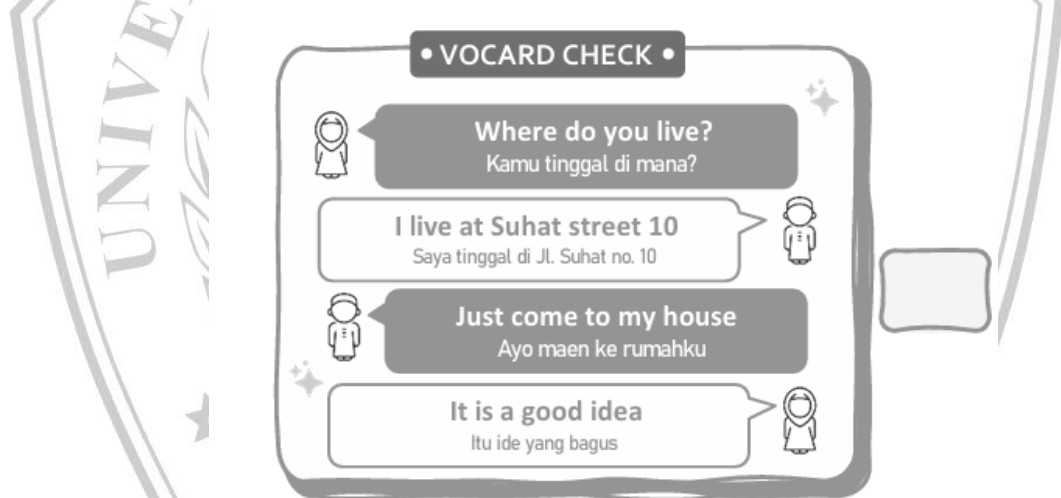 UNIVE
• VOCARD CHECK •
Where do you live?
Kamu tinggal di mana?
I live at Suhat street 10
Saya tinggal di Jl. Suhat no. 10
Just come to my house
Ayo maen ke rumahku
It is a good idea
Itu ide yang bagus